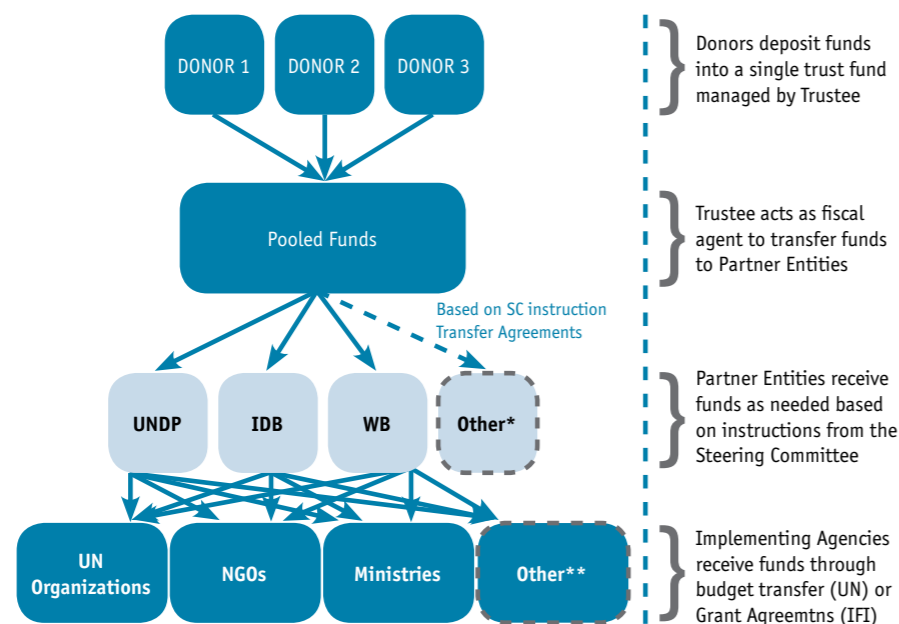 DONOR 1
DONOR 2
DONOR 3
Donors deposit funds
into a single trust fund
managed by Trustee
Pooled Funds
Trustee acts as fiscal
agent to transfer funds
to Partner Entities
Based on SC instruction
Transfer Agreements
UNDP
IDB
WB
Other*
Partner Entities receive
funds as needed based
on instructions from the
Steering Committee
UN
Organizations
NGOs
Ministries
Other**
Implementing Agencies
receive funds through
budget transfer (UN) or
Grant Agreemtns (IFI)